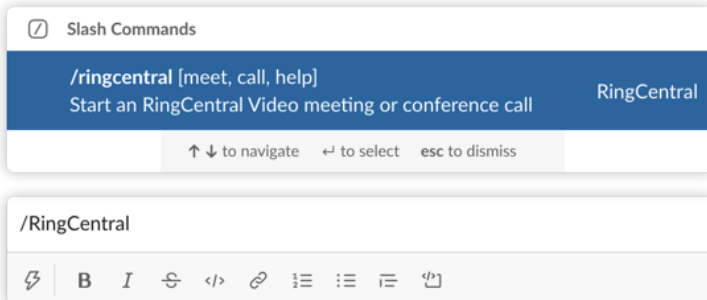 Slash Commands
/ringcentral [meet, call, help]
Start an RingCentral Video meeting or conference call
RingCentral
↑ ↓ to navigate ↵ to select esc to dismiss
/RingCentral